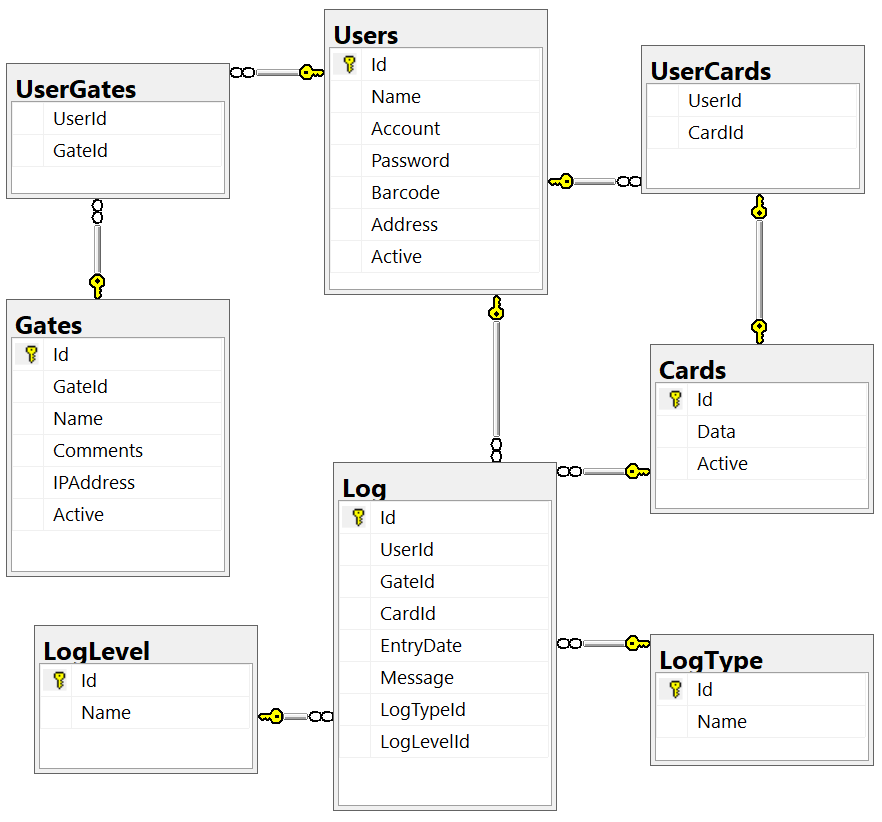 Users
Id
Name
Account
Password
Barcode
Address
Active
UserGates
UserId
GateId
UserCards
UserId
CardId
Gates
Id
GateId
Name
Comments
IPAddress
Active
Cards
Id
Data
Active
Log
Id
UserId
GateId
CardId
EntryDate
Message
LogTypeId
LogLevelId
LogLevel
Id
Name
LogType
Id
Name